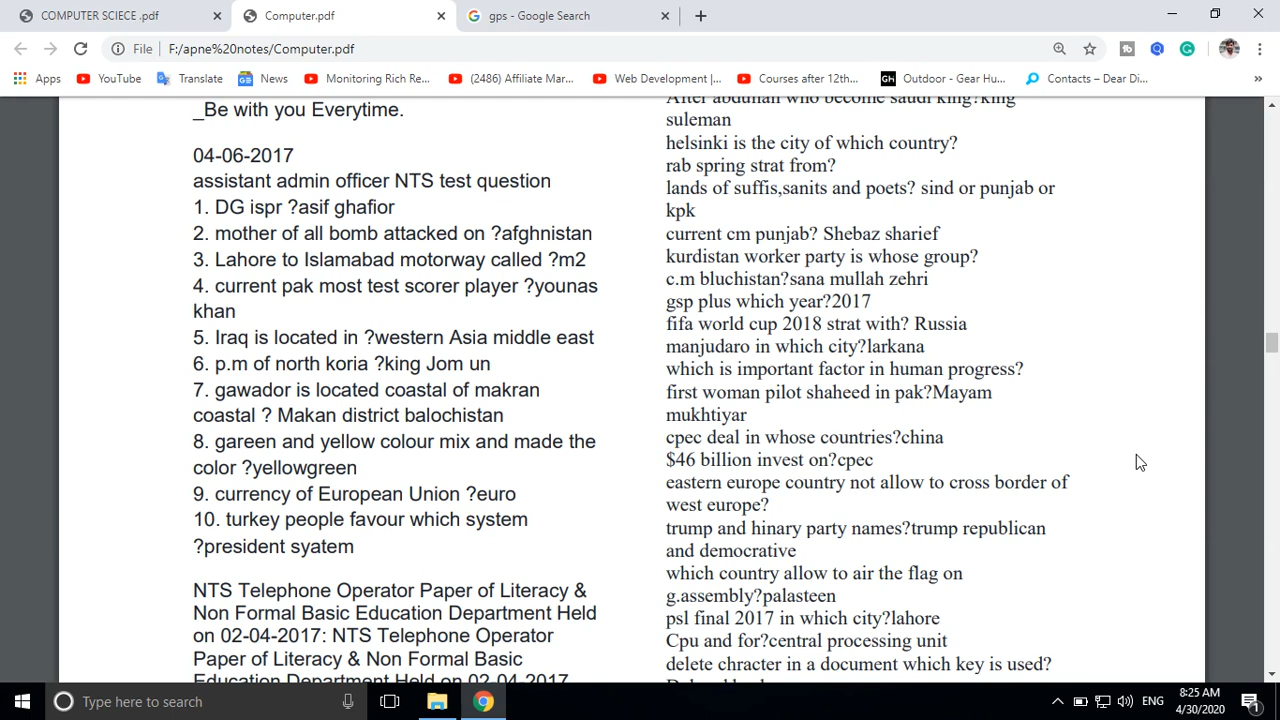 COMPUTER SCIECE .pdf
Computer.pdf
gps - Google Search
File
F:/apne%20notes/Computer.pdf
Apps
YouTube
Translate
News
Monitoring Rich Re...
(2486) Affiliate Mar...
Web Development |...
Courses after 12th...
Outdoor - Gear Hu...
Contacts – Dear Di...
_Be with you Everytime.
04-06-2017
assistant admin officer NTS test question
1. DG ispr ?asif ghafior
2. mother of all bomb attacked on ?afghnistan
3. Lahore to Islamabad motorway called ?m2
4. current pak most test scorer player ?younas
khan
5. Iraq is located in ?western Asia middle east
6. p.m of north koria ?king Jom un
7. gawador is located coastal of makran
coastal ? Makan district balochistan
8. gareen and yellow colour mix and made the
color ?yellowgreen
9. currency of European Union ?euro
10. turkey people favour which system
?president syatem
NTS Telephone Operator Paper of Literacy &
Non Formal Basic Education Department Held
on 02-04-2017: NTS Telephone Operator
Paper of Literacy & Non Formal Basic
Education Department Held on 02-04-2017
After abdullah who become saudi king?king
suleman
helsinki is the city of which country?
rab spring strat from?
lands of suffis,sanits and poets? sind or punjab or
kpk
current cm punjab? Shebaz sharief
kurdistan worker party is whose group?
c.m bluchistan?sana mullah zehri
gsp plus which year?2017
fifa world cup 2018 strat with? Russia
manjudaro in which city?larkana
which is important factor in human progress?
first woman pilot shaheed in pak?Mayam
mukhtiyar
cpec deal in whose countries?china
$46 billion invest on?cpec
eastern europe country not allow to cross border of
west europe?
trump and hinary party names?trump republican
and democrative
which country allow to air the flag on
g.assembly?palasteen
psl final 2017 in which city?lahore
Cpu and for?central processing unit
delete chracter in a document which key is used?
Type here to search
ENG
8:25 AM
4/30/2020
1